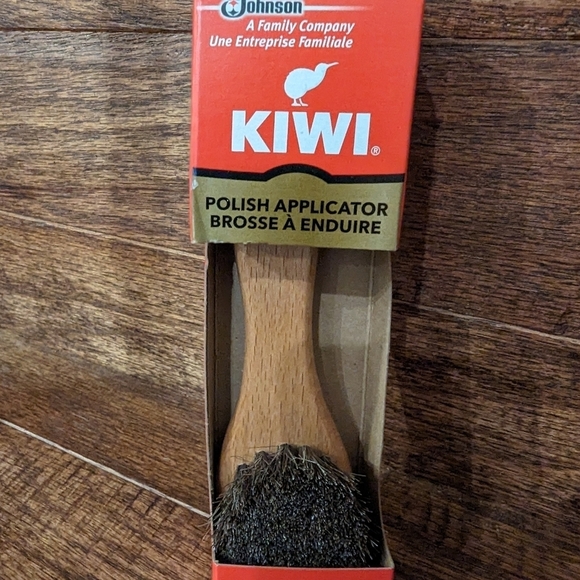 Johnson
A Family Company
Une Entreprise Familiale
KIWI®
POLISH APPLICATOR
BROSSE À ENDUIRE